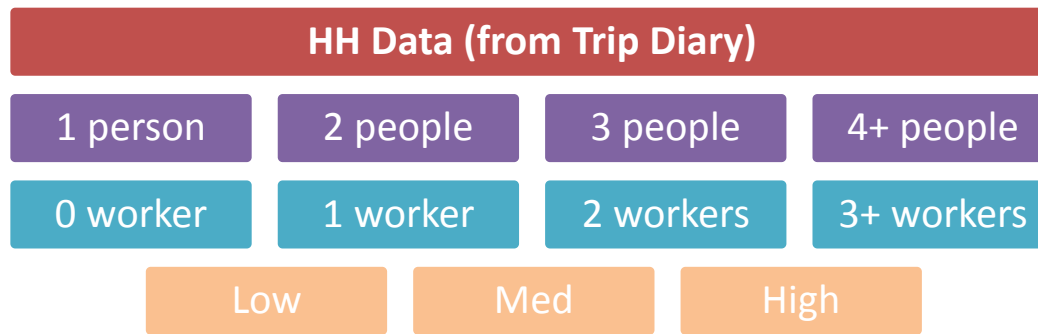 HH Data (from Trip Diary)
1 person 2 people 3 people 4+ people
0 worker 1 worker 2 workers 3+ workers
Low Med High